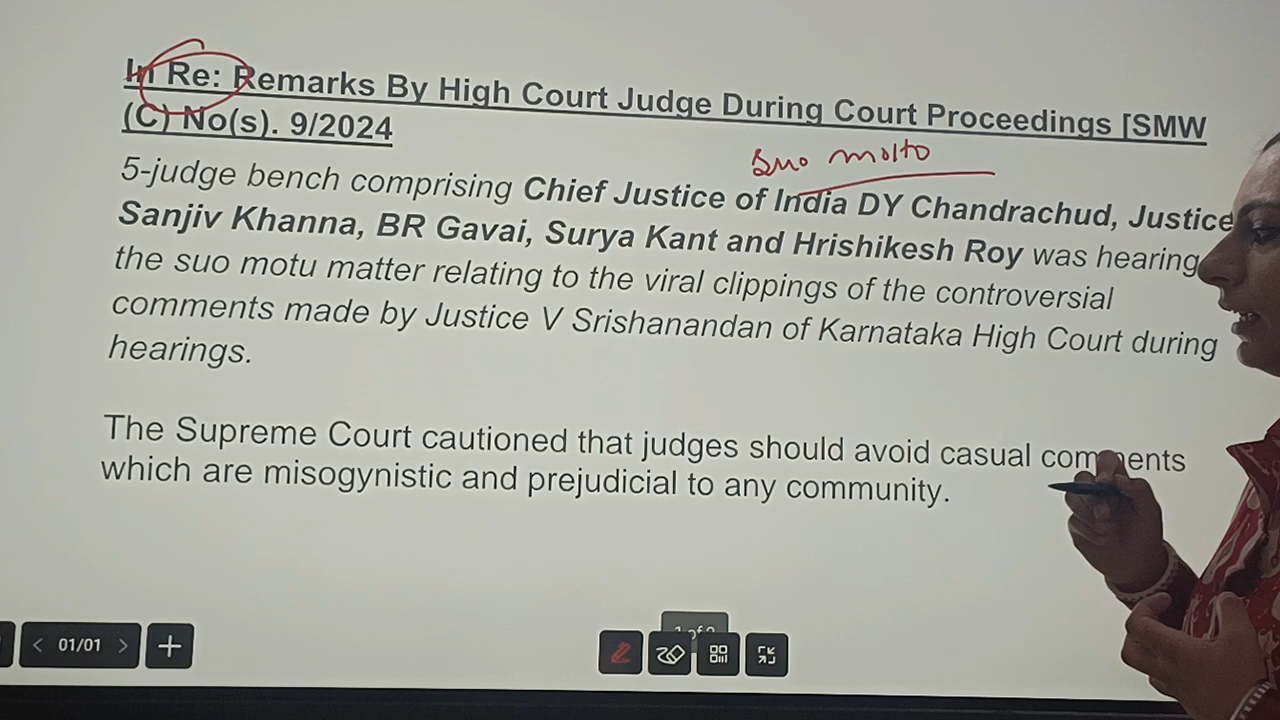 In Re: Remarks By High Court Judge During Court Proceedings [SMW
(C) No(s). 9/2024
suo molto
5-judge bench comprising Chief Justice of India DY Chandrachud, Justice
Sanjiv Khanna, BR Gavai, Surya Kant and Hrishikesh Roy was hearing
the suo motu matter relating to the viral clippings of the controversial
comments made by Justice V Srishanandan of Karnataka High Court during
hearings.
The Supreme Court cautioned that judges should avoid casual comments
which are misogynistic and prejudicial to any community.
01/01